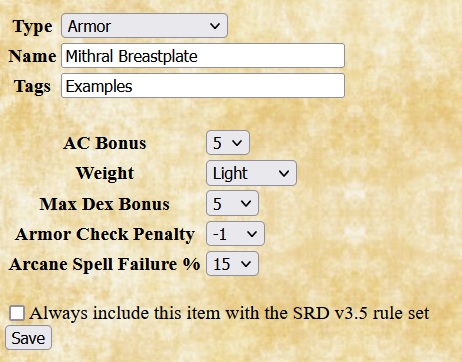 Type Armor
Name Mithral Breastplate
Tags Examples
AC Bonus 5
Weight Light
Max Dex Bonus 5
Armor Check Penalty -1
Arcane Spell Failure % 15
Always include this item with the SRD v3.5 rule set
Save